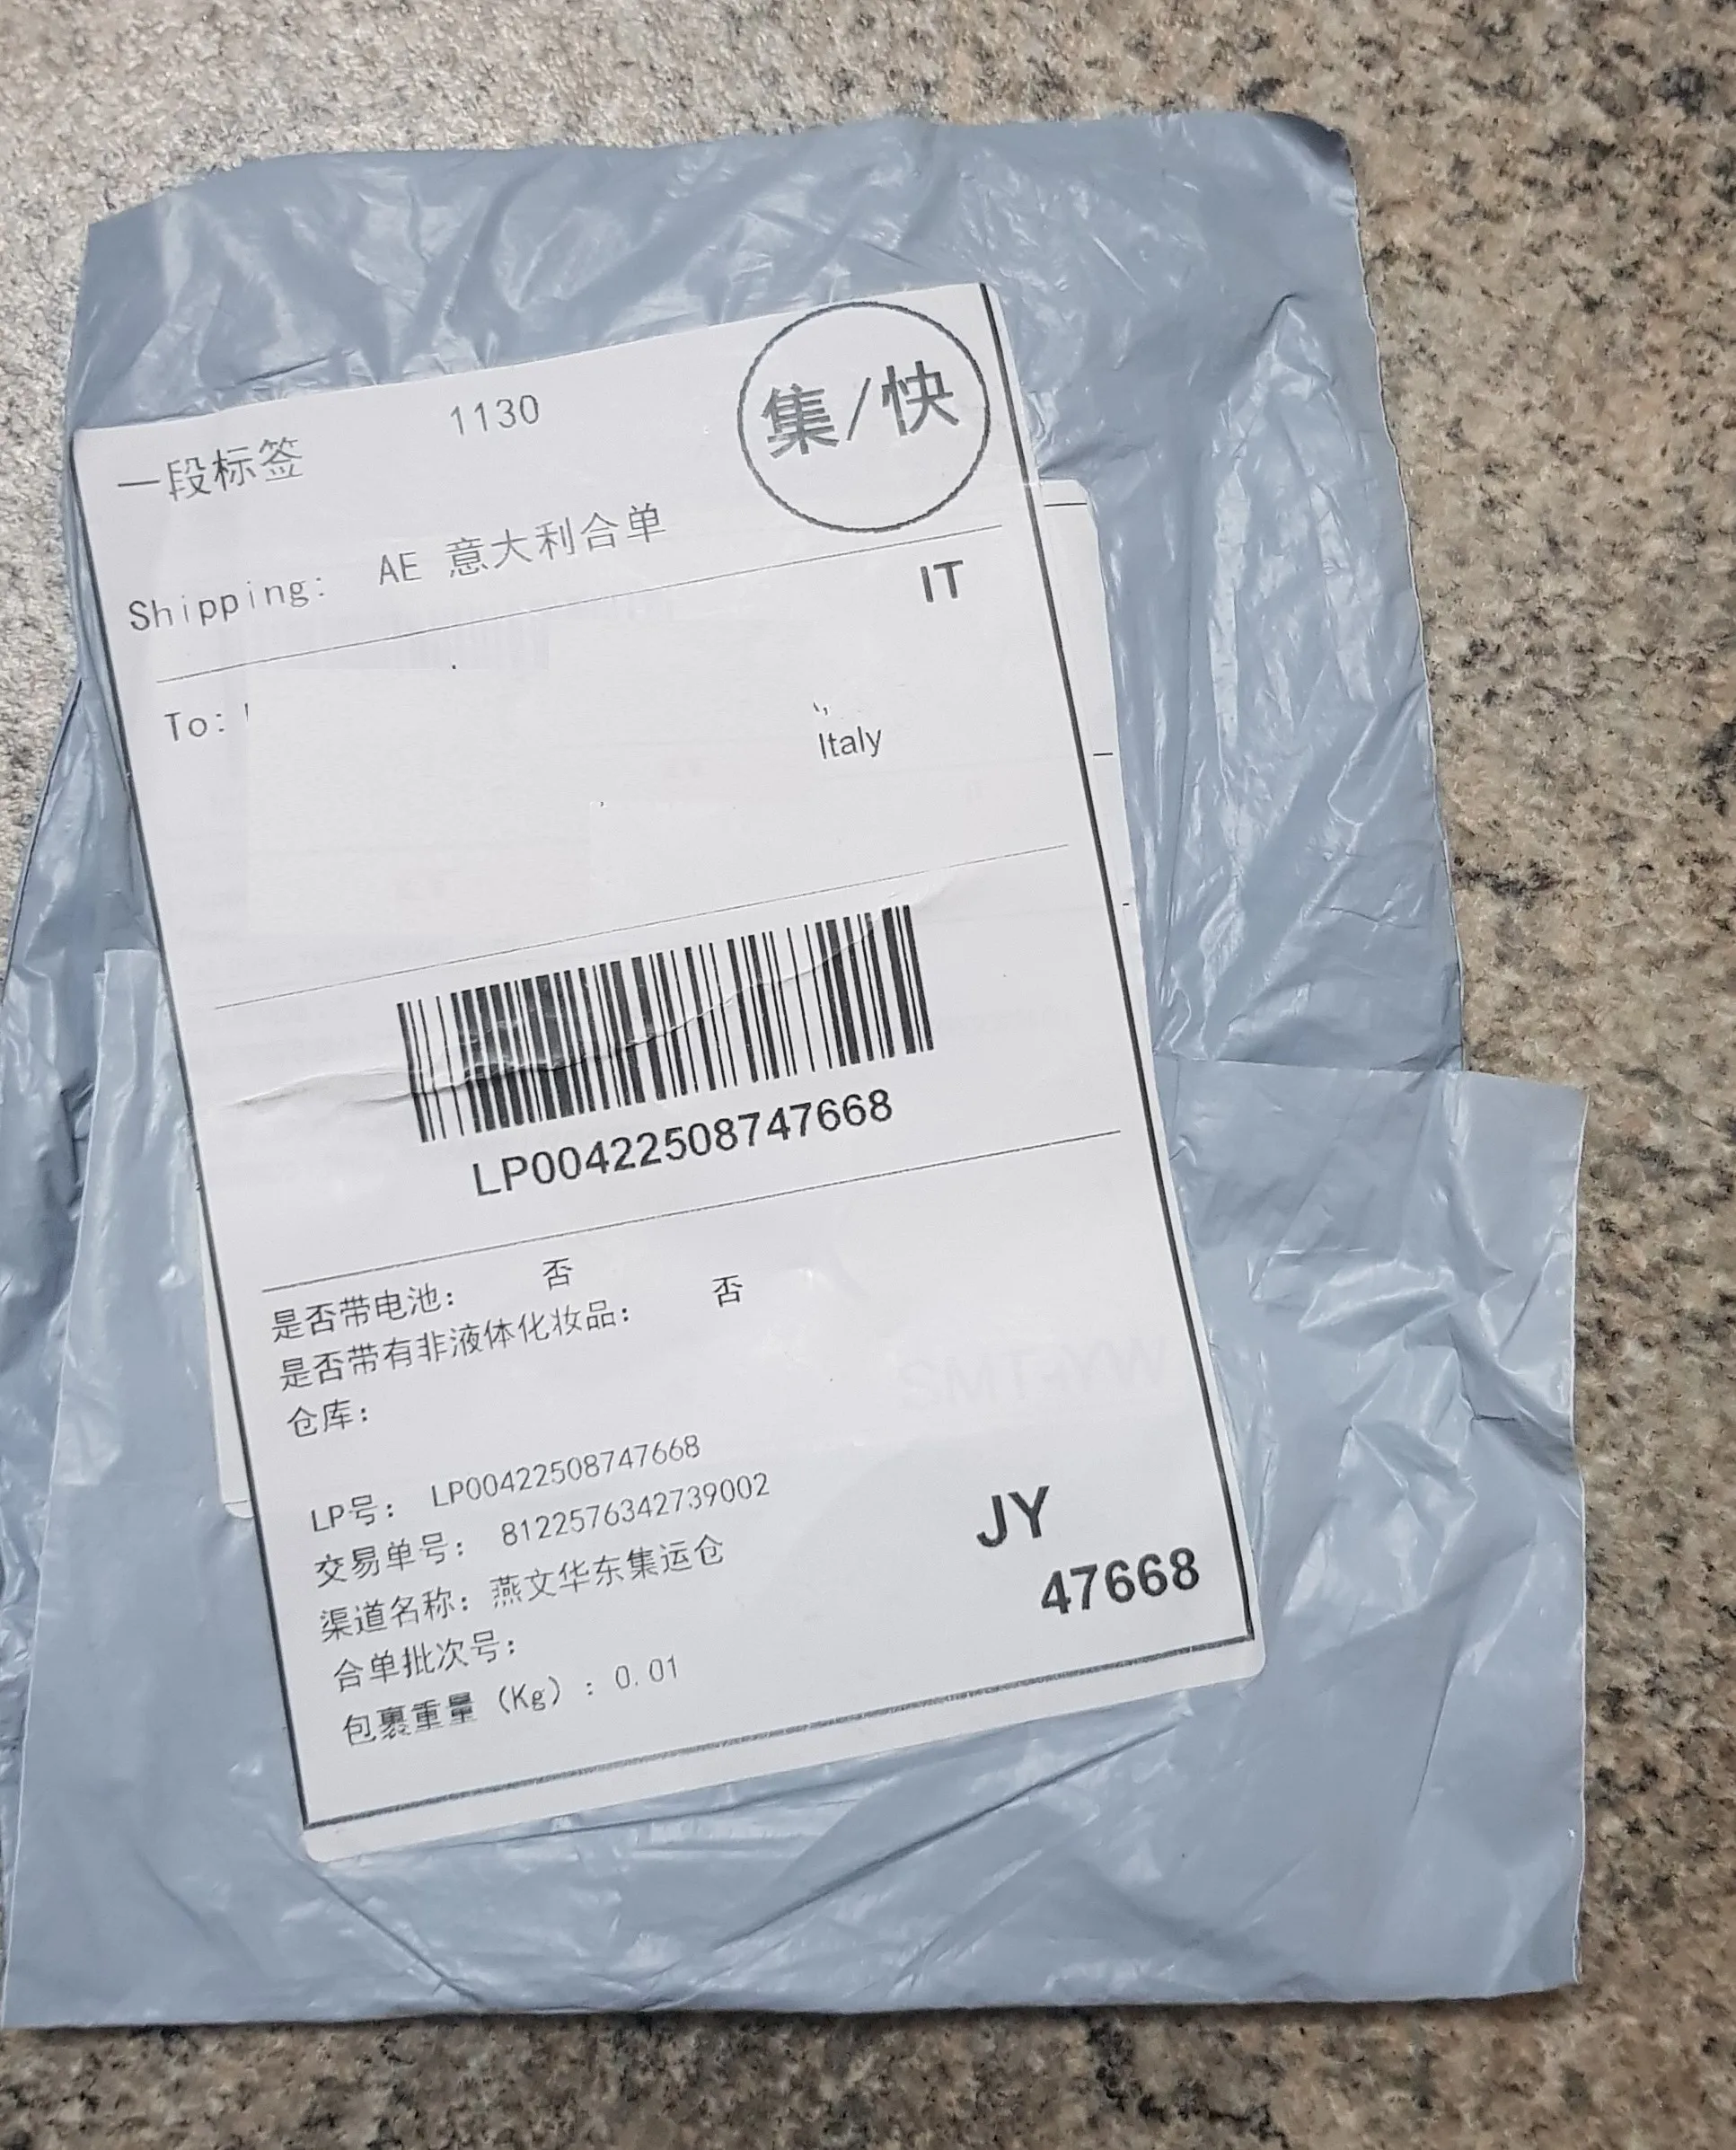 1130
集/快
一段标签
Shipping: AE 意大利合单
IT
To:
Italy
LP00422508747668
是否带电池: 否
是否带有非液体化妆品: 否
仓库:
LP号: LP00422508747668
交易单号: 8122576342739002
渠道名称: 燕文华东集运仓
合单批次号:
包裹重量 (Kg) : 0.01
JY
47668
SMT-YW